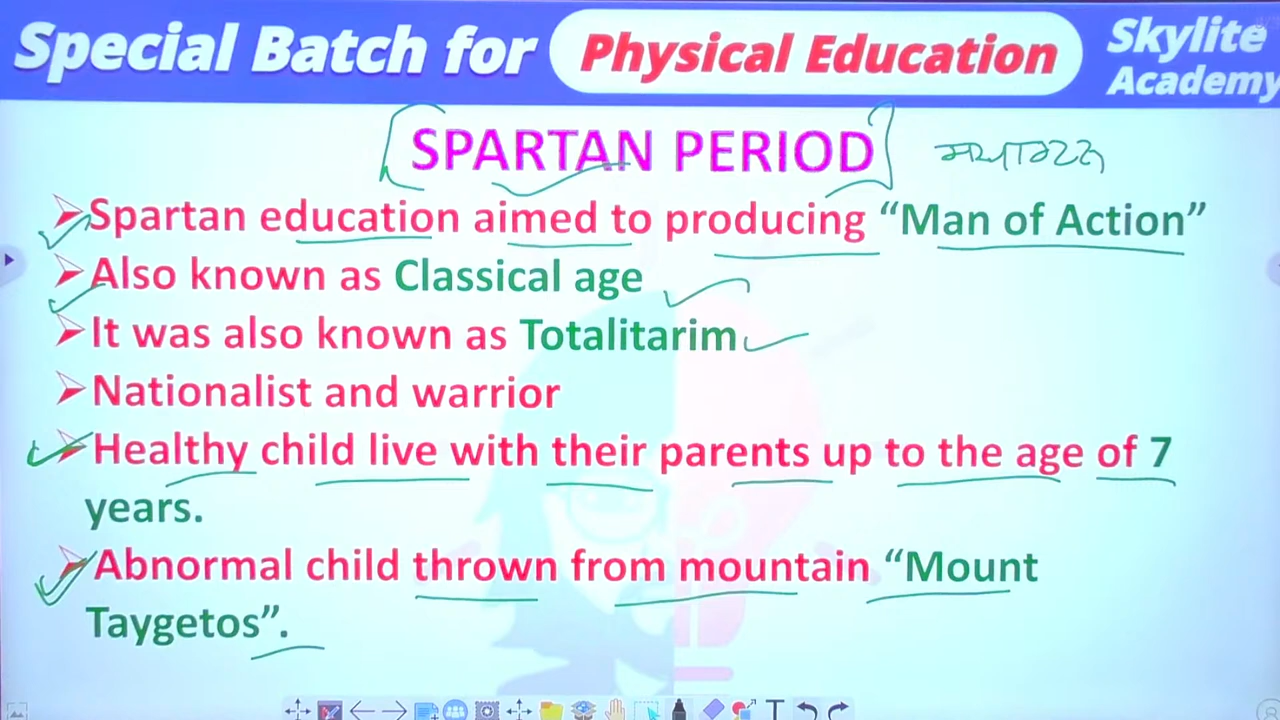 Special Batch for Physical Education Skylite Academy
SPARTAN PERIOD
Spartan education aimed to producing “Man of Action”
Also known as Classical age
It was also known as Totalitarim
Nationalist and warrior
Healthy child live with their parents up to the age of 7
years.
Abnormal child thrown from mountain “Mount
Taygetos”.